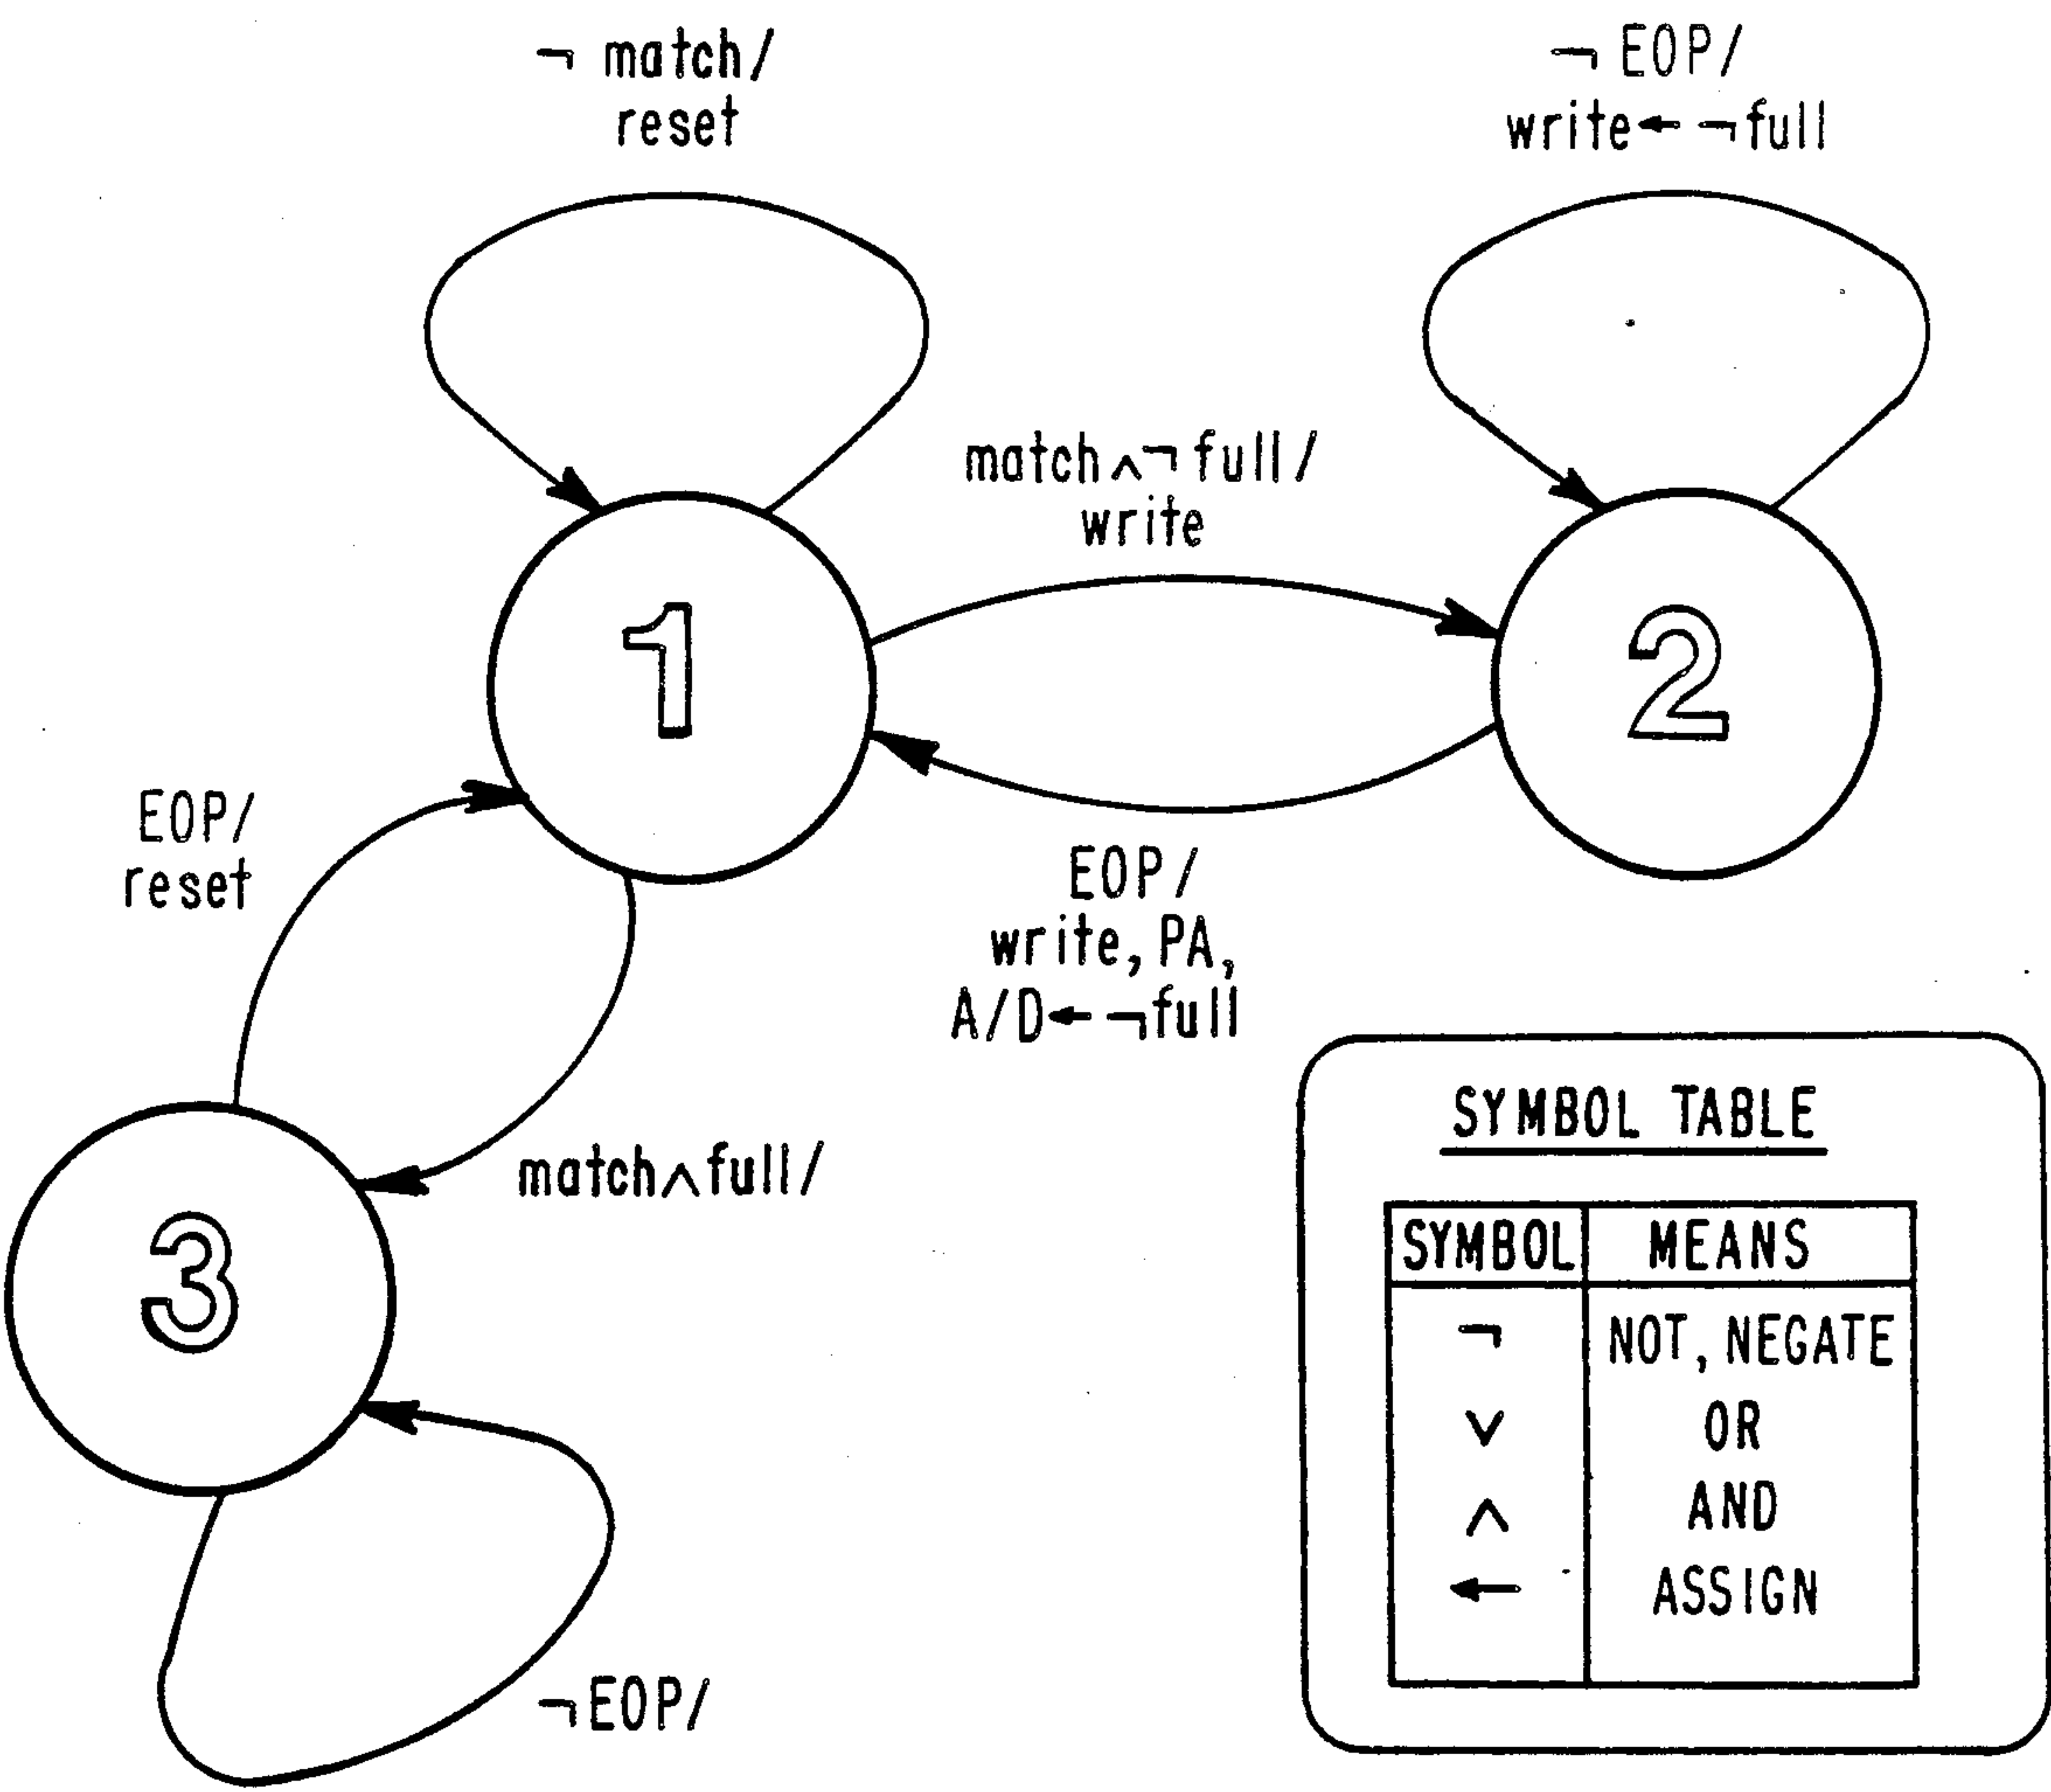 ¬ match/
reset
¬ EOP/
write← ¬full
match∧¬ full/
write
1
2
EOP/
reset
EOP/
write, PA,
A/D← ¬full
match∧full/
3
¬EOP/
SYMBOL TABLE
SYMBOL MEANS
¬ NOT, NEGATE
∨ OR
∧ AND
← ASSIGN